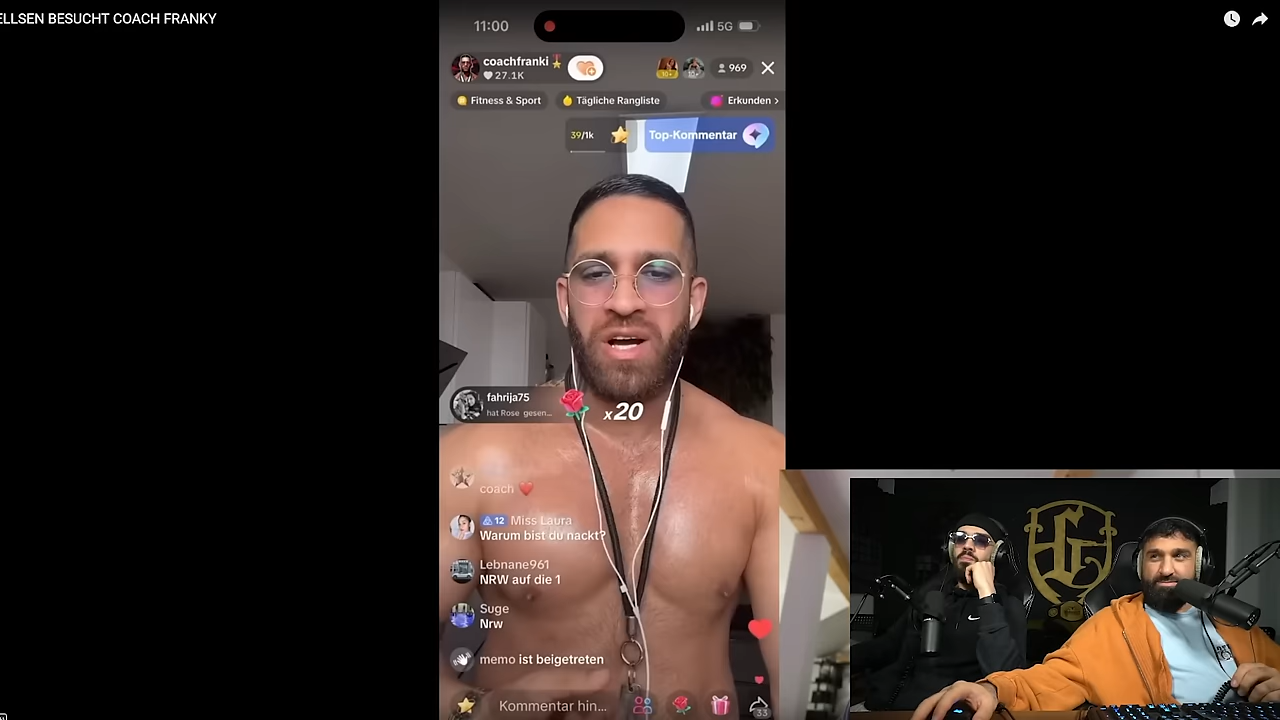 ELLSEN BESUCHT COACH FRANKY
11:00
5G
coachfranki
27.1K
969
Fitness & Sport
Tägliche Rangliste
Erkunden >
39/1k
Top-Kommentar
fahrija75
hat Rose gesen...
x20
coach
12 Miss Laura
Warum bist du nackt?
Lebnane961
NRW auf die 1
Suge
Nrw
memo ist beigetreten
Kommentar hin...
33